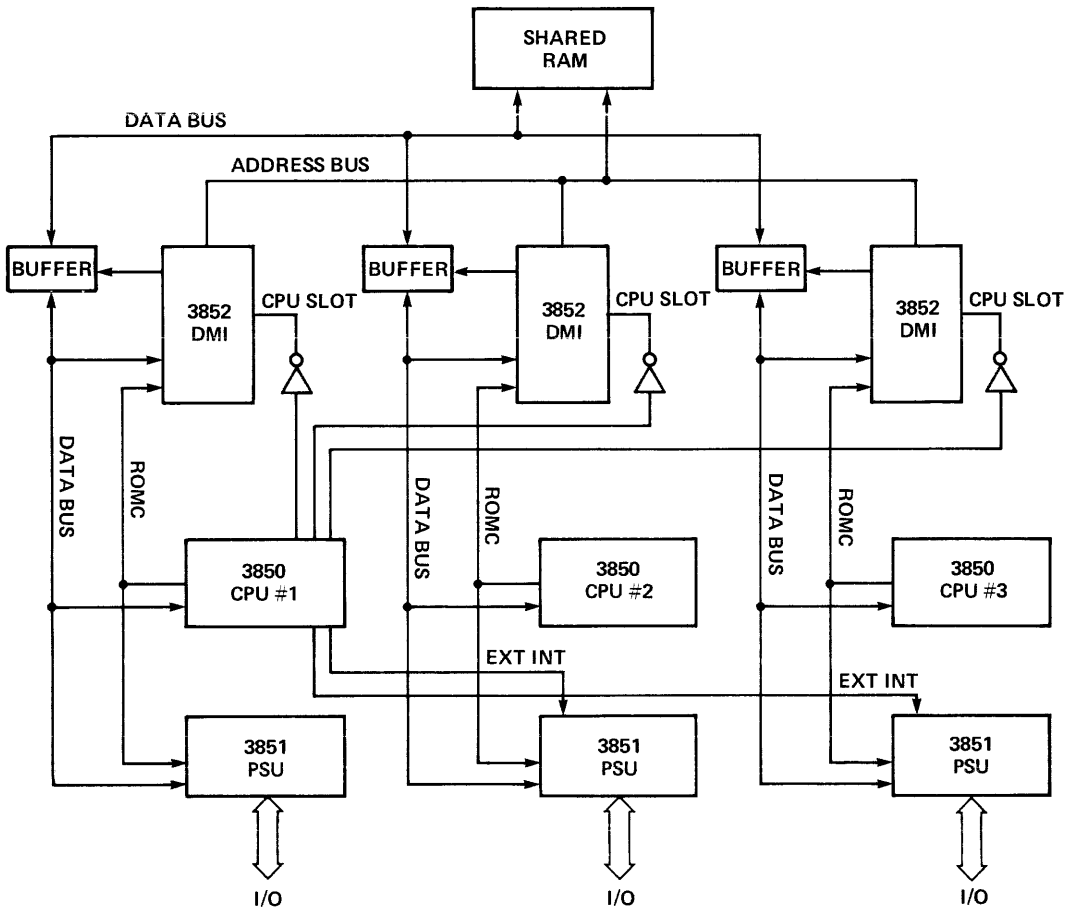 SHARED
RAM
DATA BUS
ADDRESS BUS
BUFFER
3852
DMI
CPU SLOT
BUFFER
3852
DMI
CPU SLOT
BUFFER
3852
DMI
CPU SLOT
DATA BUS
ROMC
DATA BUS
ROMC
DATA BUS
ROMC
3850
CPU #1
3850
CPU #2
3850
CPU #3
EXT INT
EXT INT
3851
PSU
3851
PSU
3851
PSU
I/O
I/O
I/O